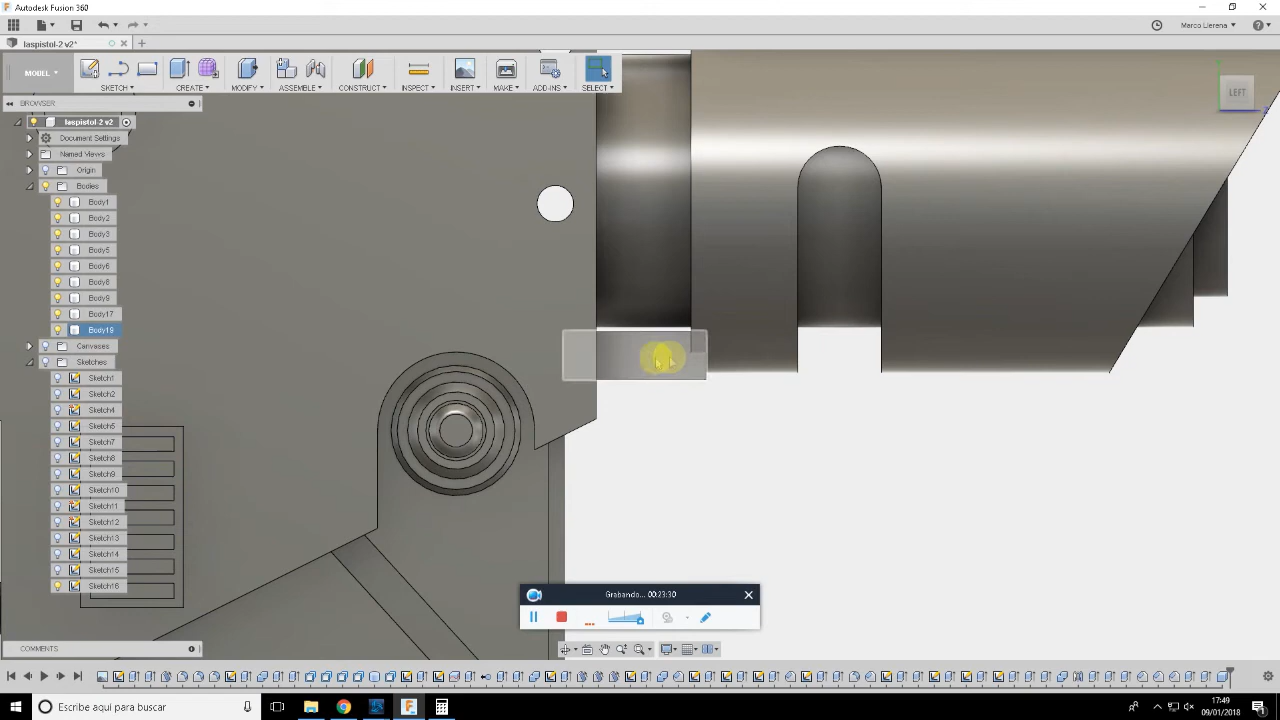 Autodesk Fusion 360
Marco Llerena
laspistol-2 v2*
MODEL
SKETCH
CREATE
MODIFY
ASSEMBLE
CONSTRUCT
INSPECT
INSERT
MAKE
ADD-INS
SELECT
LEFT
Z
BROWSER
laspistol-2 v2
Document Settings
Named Views
Origin
Bodies
Body1
Body2
Body3
Body5
Body6
Body8
Body9
Body17
Body19
Canvases
Sketches
Sketch1
Sketch2
Sketch4
Sketch5
Sketch7
Sketch8
Sketch9
Sketch10
Sketch11
Sketch12
Sketch13
Sketch14
Sketch15
Sketch16
Grabando... 00:23:30
COMMENTS
Escribe aquí para buscar
17:49
09/01/2018